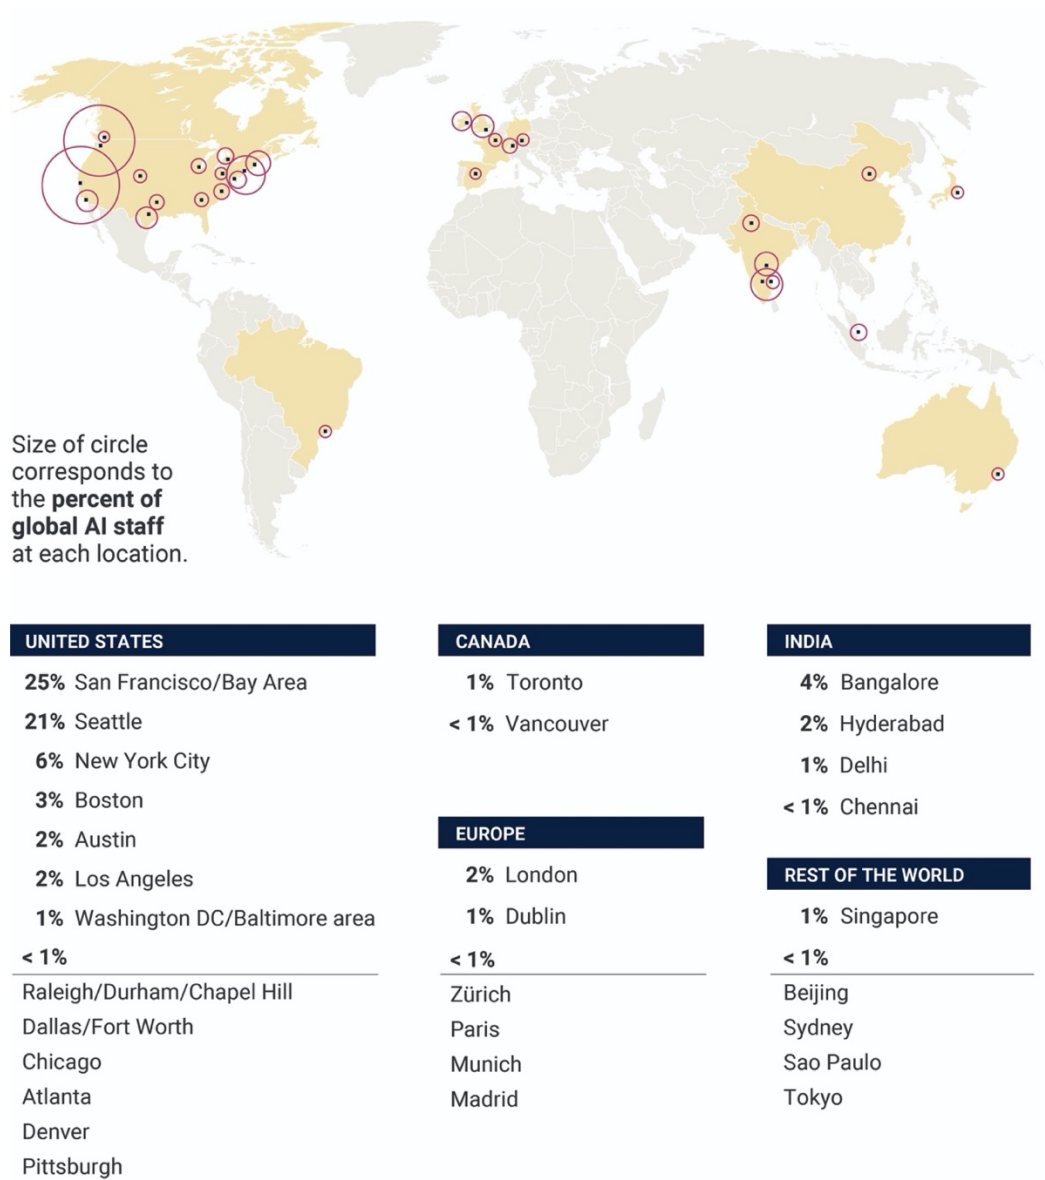 Size of circle
corresponds to
the percent of
global AI staff
at each location.
UNITED STATES
25% San Francisco/Bay Area
21% Seattle
6% New York City
3% Boston
2% Austin
2% Los Angeles
1% Washington DC/Baltimore area
< 1%
Raleigh/Durham/Chapel Hill
Dallas/Fort Worth
Chicago
Atlanta
Denver
Pittsburgh
CANADA
1% Toronto
< 1% Vancouver
EUROPE
2% London
1% Dublin
< 1%
Zürich
Paris
Munich
Madrid
INDIA
4% Bangalore
2% Hyderabad
1% Delhi
< 1% Chennai
REST OF THE WORLD
1% Singapore
< 1%
Beijing
Sydney
Sao Paulo
Tokyo